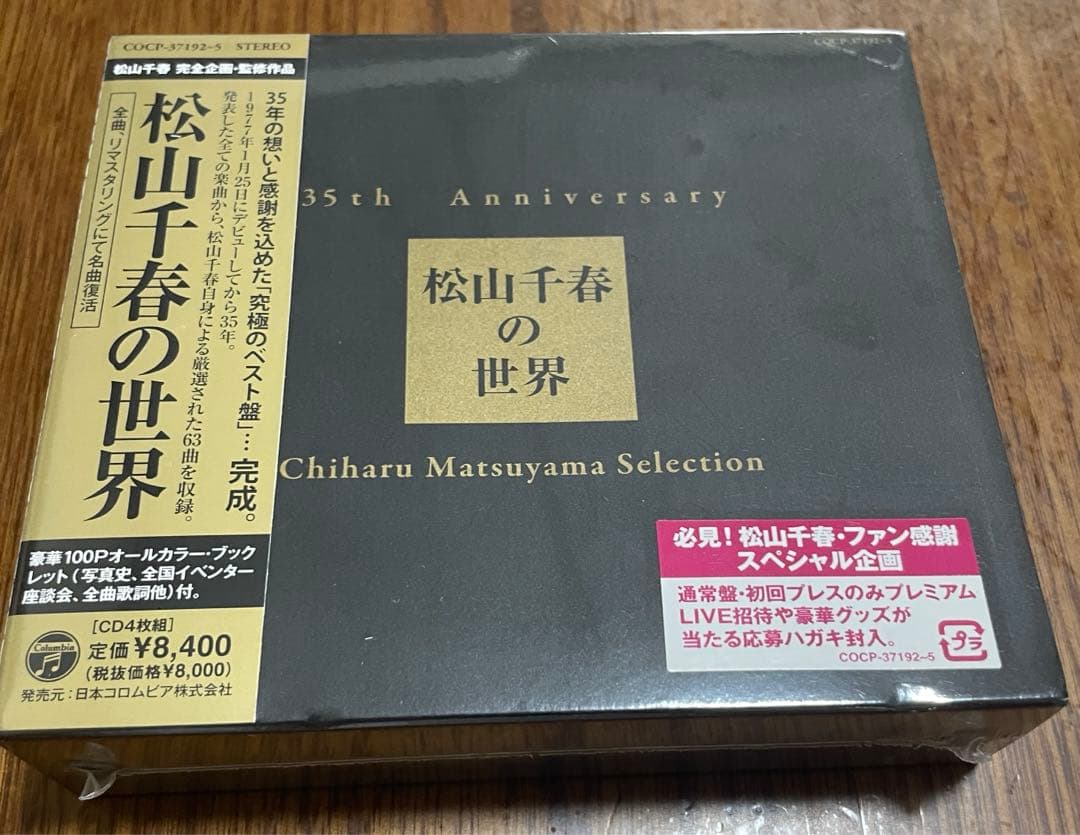 COCP-37192~5 STEREO
松山千春 完全企画・監修作品
35年の想いと感謝を込めた「究極のベスト盤」…完成。
1977年1月25日にデビューしてから35年。
発表した全ての楽曲から、松山千春自身による厳選された63曲を収録。
松山千春の世界
全曲、リマスタリングにて名曲復活
豪華100Pオールカラー・ブック
レット(写真史、全国イベンター
座談会、全曲歌詞他)付。
[CD4枚組]
定価¥8,400
(税抜価格¥8,000)
Columbia
発売元:日本コロムビア株式会社
COCP-37192~5
35th Anniversary
松山千春
の
世界
Chiharu Matsuyama Selection
必見!松山千春・ファン感謝
スペシャル企画
通常盤・初回プレスのみプレミアム
LIVE招待や豪華グッズが
当たる応募ハガキ封入。
COCP-37192~5
プラ